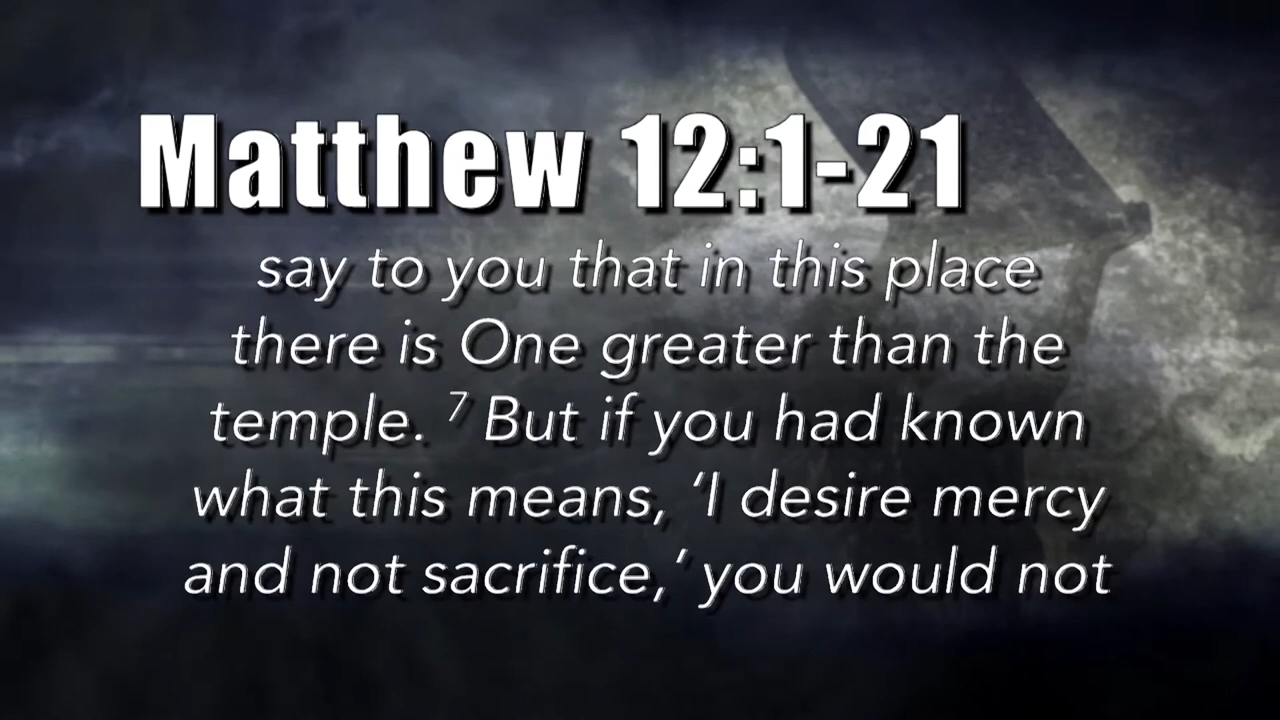 Matthew 12:1-21
say to you that in this place
there is One greater than the
temple. ⁷ But if you had known
what this means, ‘I desire mercy
and not sacrifice,’ you would not